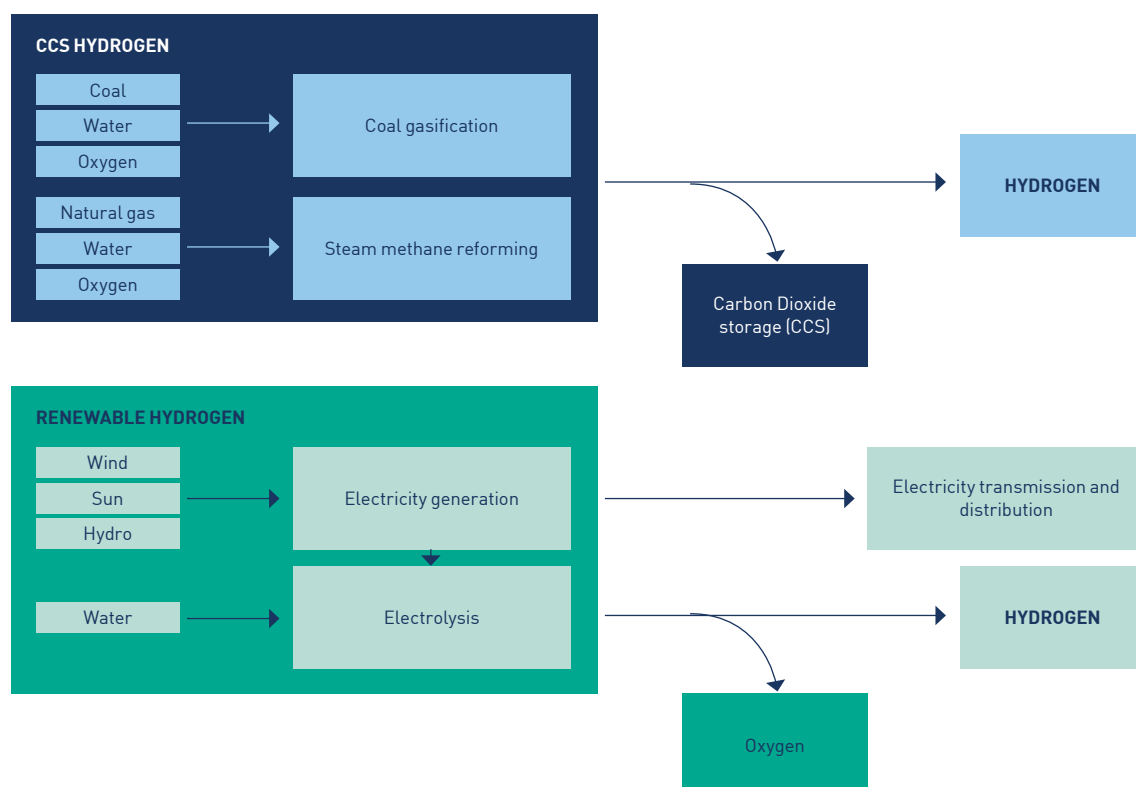 CCS HYDROGEN
Coal
Water
Oxygen
Coal gasification
Natural gas
Water
Oxygen
Steam methane reforming
HYDROGEN
Carbon Dioxide
storage (CCS)
RENEWABLE HYDROGEN
Wind
Sun
Hydro
Electricity generation
Electricity transmission and
distribution
Water
Electrolysis
HYDROGEN
Oxygen